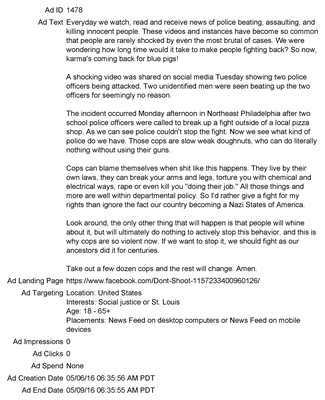 Ad ID 1478
Ad Text Everyday we watch, read and receive news of police beating, assaulting, and
killing innocent people. These videos and instances have become so common
that people are rarely shocked by even the most brutal of cases. We were
wondering how long time would it take to make people fighting back? So now,
karma's coming back for blue pigs!
A shocking video was shared on social media Tuesday showing two police
officers being attacked. Two unidentified men were seen beating up the two
officers for seemingly no reason.
The incident occurred Monday afternoon in Northeast Philadelphia after two
school police officers were called to break up a fight outside of a local pizza
shop. As we can see police couldn't stop the fight. Now we see what kind of
police do we have. Those cops are slow weak doughnuts, who can do literally
nothing without using their guns.
Cops can blame themselves when shit like this happens. They live by their
own laws, they can break your arms and legs, torture you with chemical and
electrical ways, rape or even kill you "doing their job." All those things and
more are well within departmental policy. So I'd rather give a fight for my
rights than ignore the fact our country becoming a Nazi States of America.
Look around, the only other thing that will happen is that people will whine
about it, but will ultimately do nothing to actively stop this behavior, and this is
why cops are so violent now. If we want to stop it, we should fight as our
ancestors did it for centuries.
Take out a few dozen cops and the rest will change. Amen.
Ad Landing Page https://www.facebook.com/Dont-Shoot-1157233400960126/
Ad Targeting Location: United States
Interests: Social justice or St. Louis
Age: 18 - 65+
Placements: News Feed on desktop computers or News Feed on mobile
devices
Ad Impressions 0
Ad Clicks 0
Ad Spend None
Ad Creation Date 05/06/16 06:35:56 AM PDT
Ad End Date 05/09/16 06:35:55 AM PDT